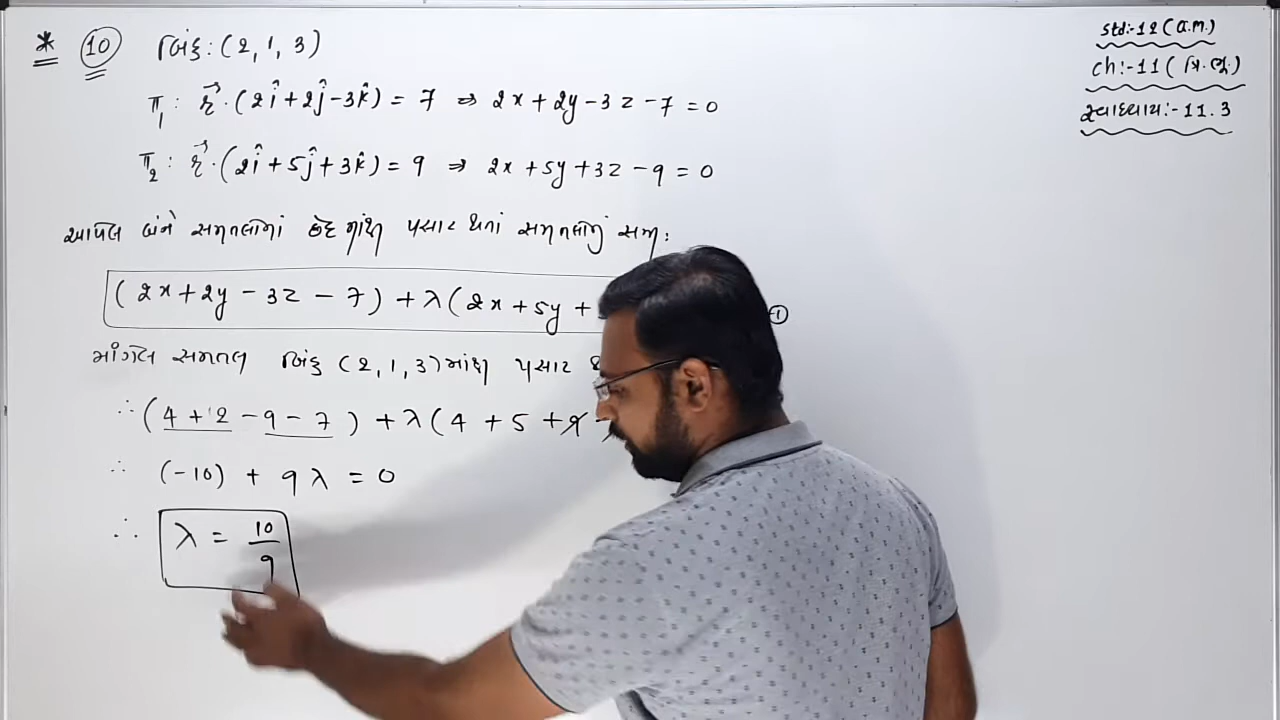 * 10 બિંદુ: (2, 1, 3)
π₁: r⃗·(2î+2ĵ-3k̂) = 7 ⇒ 2x+2y-3z-7=0
π₂: r⃗·(2î+5ĵ+3k̂) = 9 ⇒ 2x+5y+3z-9=0
આપેલ બંને સમતલોનાં છેદમાંથી પસાર થતાં સમતલોનું સમી:
(2x+2y-3z-7)+λ(2x+5y+ ①
માંગેલ સમતલ બિંદુ (2,1,3)માંથી પસાર થ
∴ (4+2-9-7)+λ(4+5+9-
∴ (-10) + 9λ = 0
∴ λ = 10/9
Std:-12(G.M.)
Ch:-11(ત્રિ.ભૂ.)
સ્વાધ્યાય:-11.3